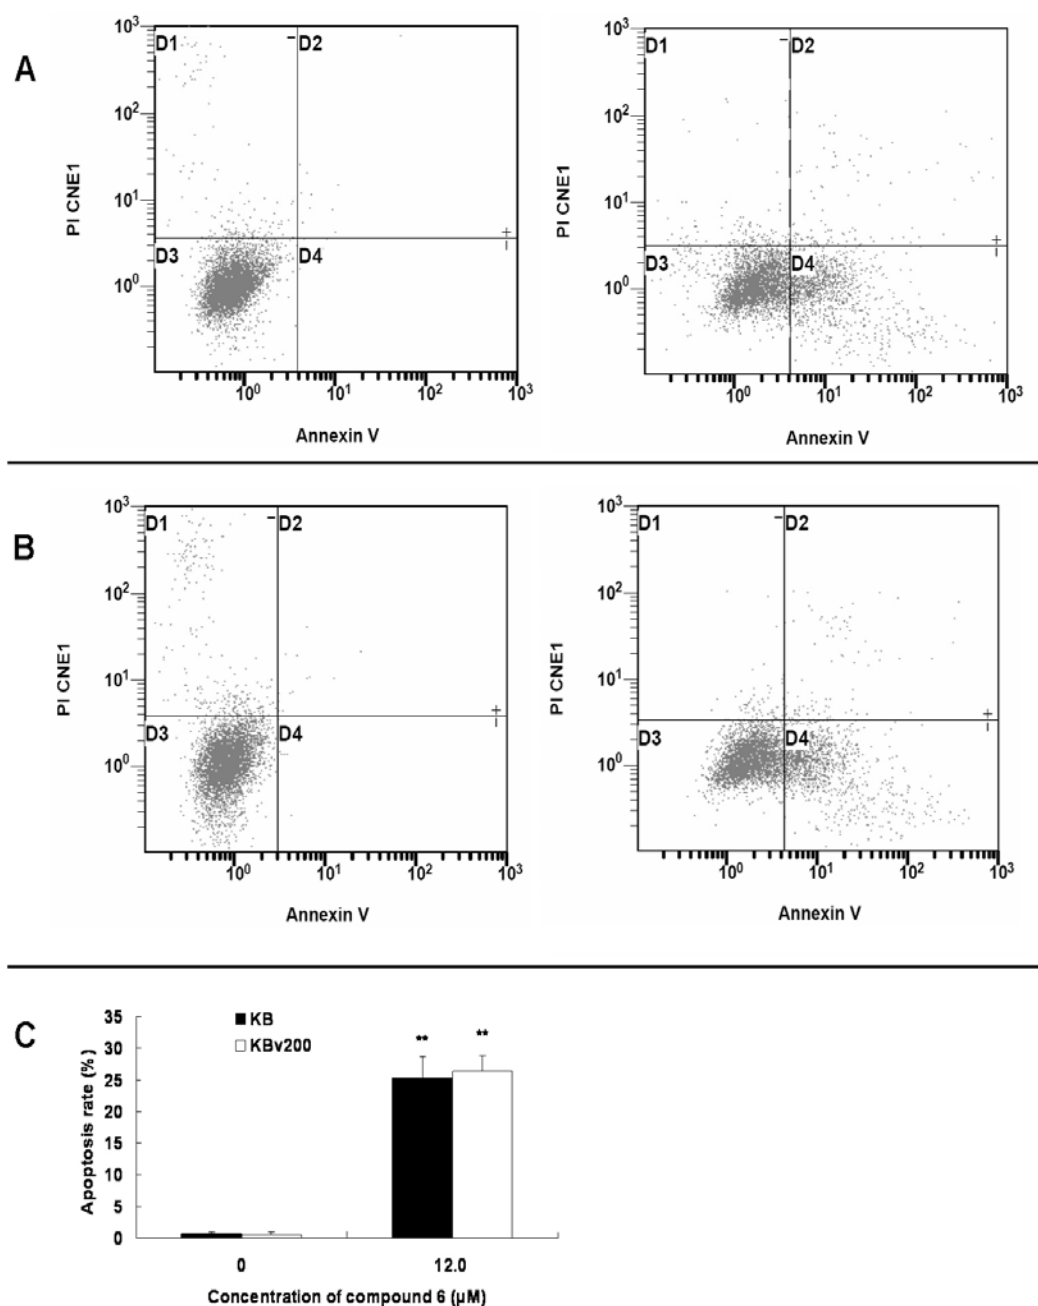 A
PI CNE1
10³
10²
10¹
10⁰
D1
D2
D3
D4
10⁰ 10¹ 10² 10³
Annexin V
PI CNE1
10³
10²
10¹
10⁰
D1
D2
D3
D4
10⁰ 10¹ 10² 10³
Annexin V
B
PI CNE1
10³
10²
10¹
10⁰
D1
D2
D3
D4
10⁰ 10¹ 10² 10³
Annexin V
PI CNE1
10³
10²
10¹
10⁰
D1
D2
D3
D4
10⁰ 10¹ 10² 10³
Annexin V
C
Apoptosis rate (%)
35
30
25
20
15
10
5
0
KB
KBv200
**
**
0 12.0
Concentration of compound 6 (µM)